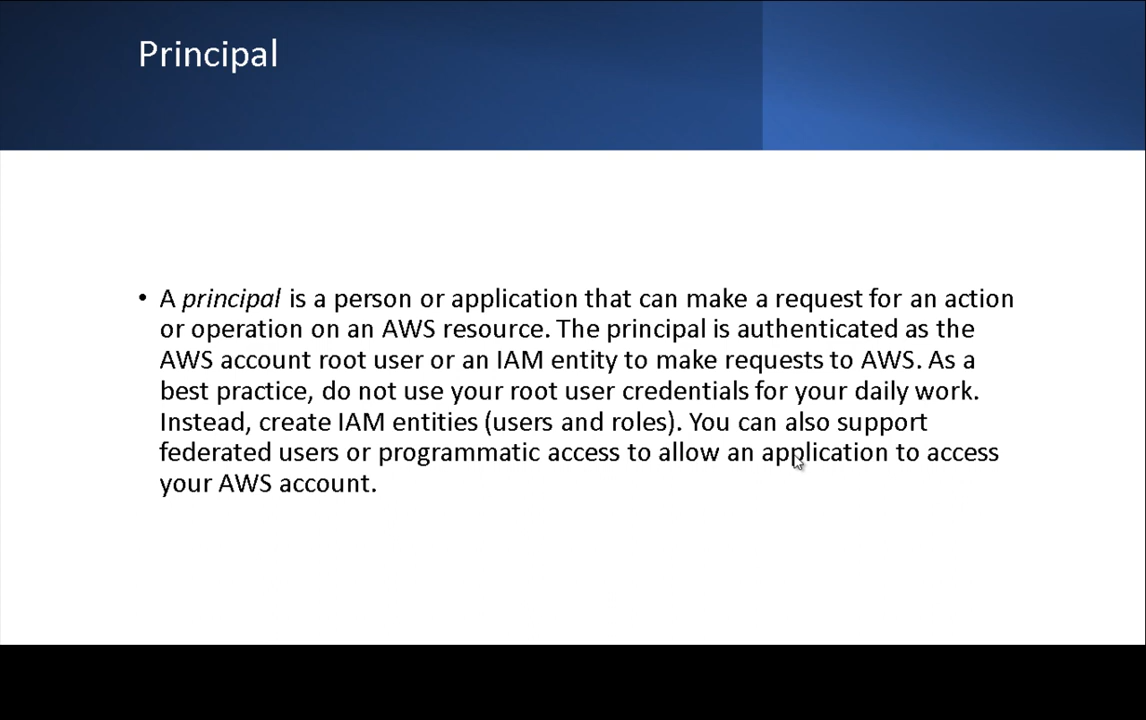 Principal
• A principal is a person or application that can make a request for an action
or operation on an AWS resource. The principal is authenticated as the
AWS account root user or an IAM entity to make requests to AWS. As a
best practice, do not use your root user credentials for your daily work.
Instead, create IAM entities (users and roles). You can also support
federated users or programmatic access to allow an application to access
your AWS account.